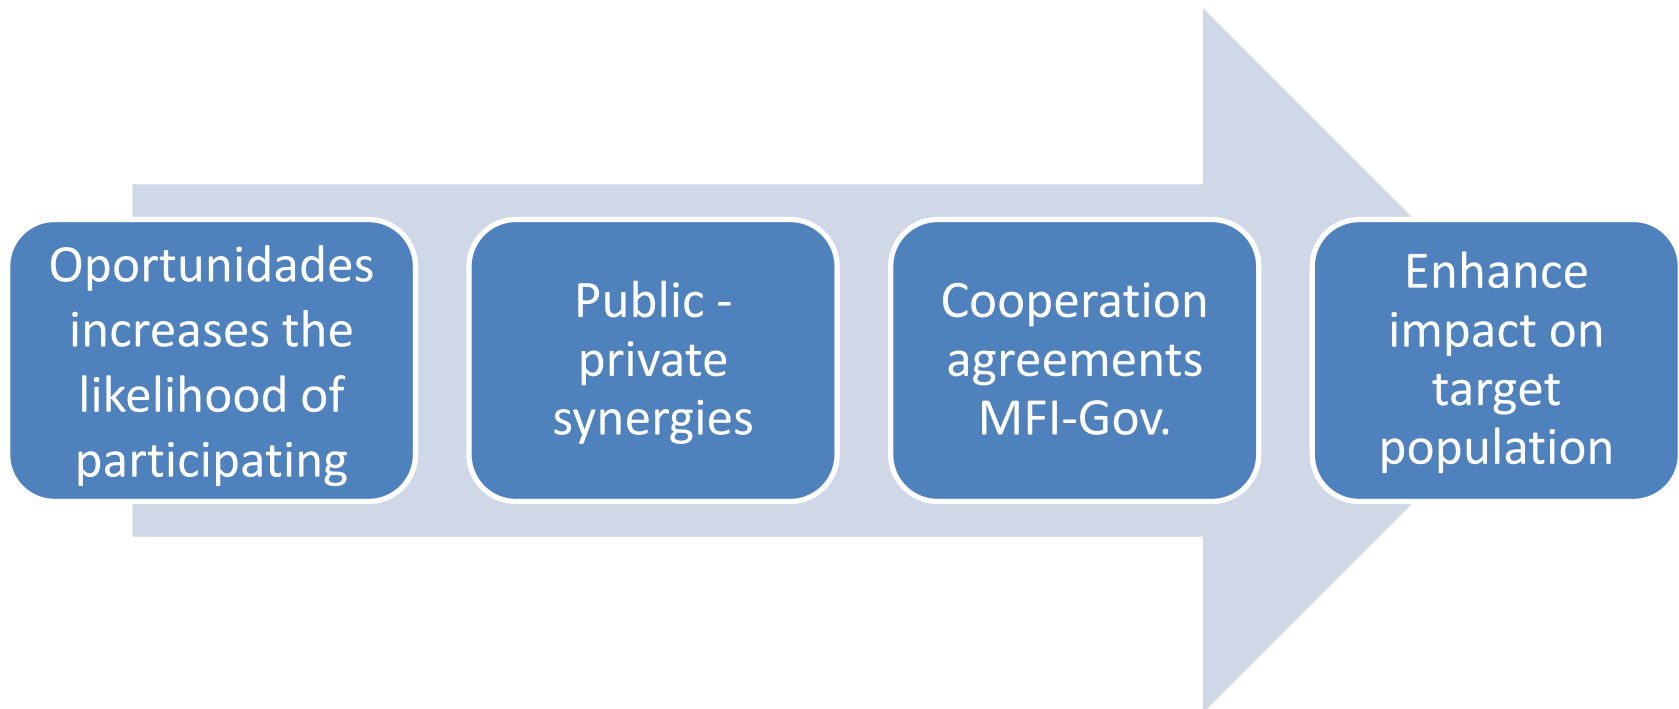 Oportunidades
increases the
likelihood of
participating
Public -
private
synergies
Cooperation
agreements
MFI-Gov.
Enhance
impact on
target
population